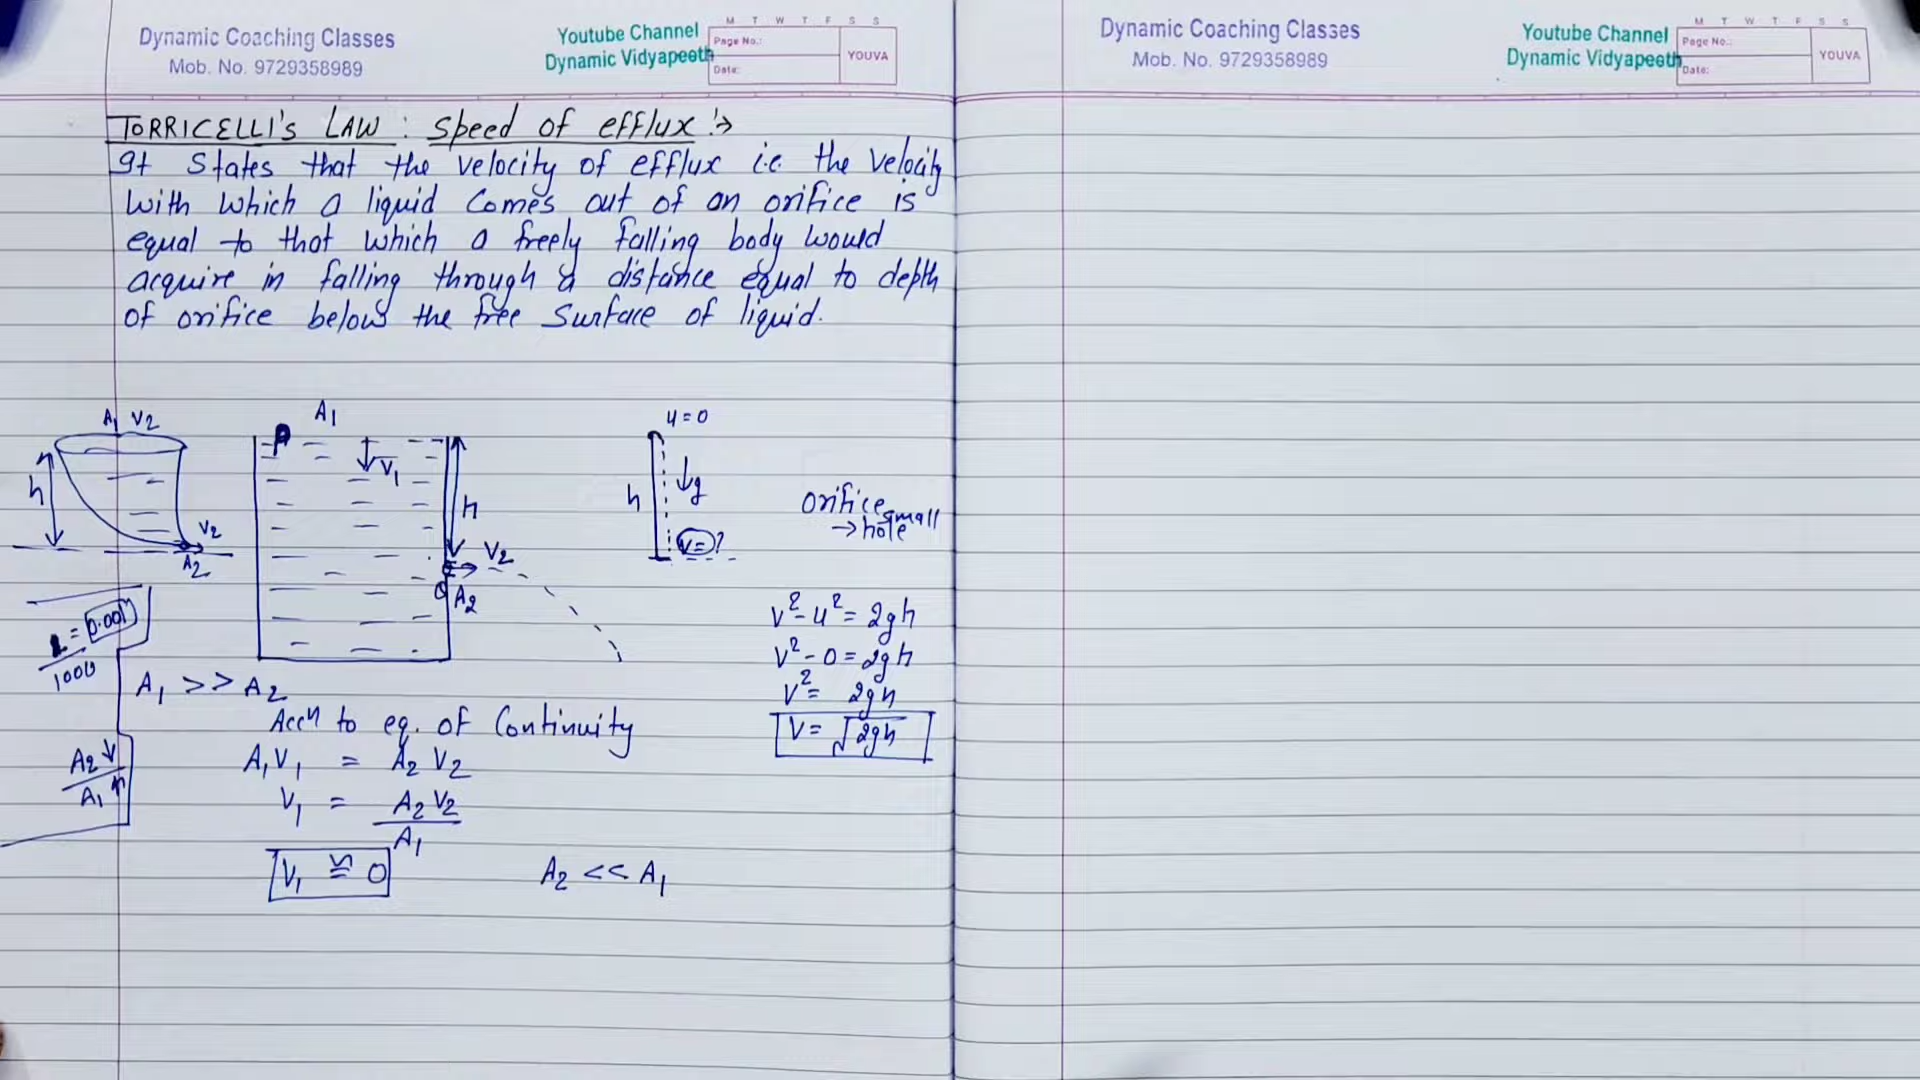 Dynamic Coaching Classes
Mob. No. 9729358989
Youtube Channel
Dynamic Vidyapeeth
M T W T F S S
Page No.:
Date:
YOUVA
TORRICELLI's LAW : Speed of efflux :→
It States that the velocity of efflux i.e. the velocity
with which a liquid Comes out of an orifice is
equal to that which a freely falling body would
acquire in falling through a distance equal to depth
of orifice below the free Surface of liquid.
A1 V2
h
V2
A2
A1
P
V1
h
V2
A2
u = 0
h
↓g
v = ?
Orifice
→ small hole
1/1000 = 0.001
A1 >> A2
Accn to eq. of Continuity
A1V1 = A2 V2
V1 = A2 V2 / A1
V1 ≅ 0
A2 << A1
A2↓ / A1↑
v² - u² = 2gh
v² - 0 = 2gh
v² = 2gh
V = √2gh
Dynamic Coaching Classes
Mob. No. 9729358989
Youtube Channel
Dynamic Vidyapeeth
M T W T F S S
Page No.:
Date:
YOUVA